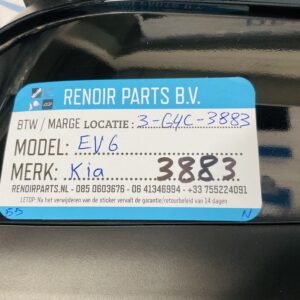 RENOIR PARTS B.V.
BTW / MARGE LOCATIE: 3-G4C-3883
MODEL: EV6
MERK: Kia 3883
RENOIRPARTS.NL - 085 0603676 - 06 41346994 - +33 755224091
LETOP: Na het verwijderen van de sticker vervalt de garantie/retourbeleid van 14 dagen
55 N